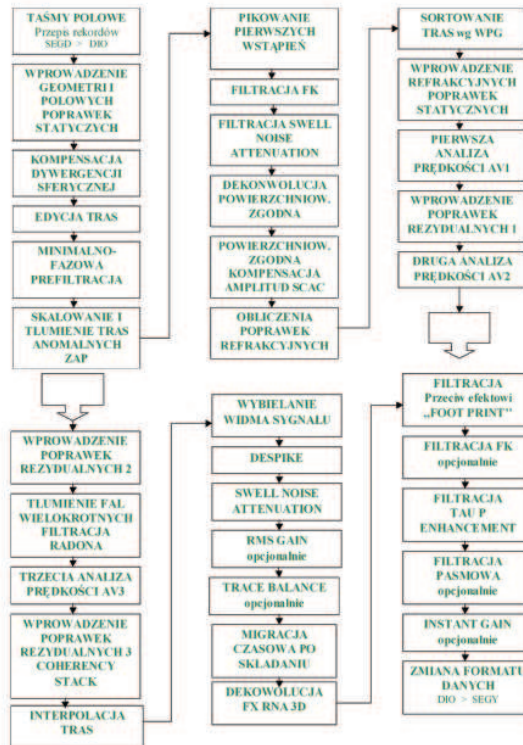 TAŚMY POLOWE
Przepis rekordów
SEGD > DIO
WPROWADZENIE
GEOMETRI I
POLOWYCH
POPRAWEK
STATYCZYCH
KOMPENSACJA
DYWERGENCJI
SFERYCZNEJ
EDYCJA TRAS
MINIMALNO-
FAZOWA
PREFILTRACJA
SKALOWANIE I
TŁUMIENIE TRAS
ANOMALNYCH
ZAP
PIKOWANIE
PIERWSZYCH
WSTĄPIEŃ
FILTRACJA FK
FILTRACJA SWELL
NOISE
ATTENUATION
DEKONWOLUCJA
POWIERZCHNIOW.
ZGODNA
POWIERZCHNIOW.
ZGODNA
KOMPENSACJA
AMPLITUD SCAC
OBLICZENIA
POPRAWEK
REFRAKCYJNYCH
SORTOWANIE
TRAS wg WPG
WPROWADZENIE
REFRAKCYJNYCH
POPRAWEK
STATYCZNYCH
PIERWSZA
ANALIZA
PRĘDKOŚCI AV1
WPROWADZENIE
POPRAWEK
REZYDUALNYCH 1
DRUGA ANALIZA
PRĘDKOŚCI AV2
WPROWADZENIE
POPRAWEK
REZYDUALNYCH 2
TŁUMIENIE FAL
WIELOKROTNYCH
FILTRACJA
RADONA
TRZECIA ANALIZA
PRĘDKOŚCI AV3
WPROWADZENIE
POPRAWEK
REZYDUALNYCH 3
COHERENCY
STACK
INTERPOLACJA
TRAS
WYBIELANIE
WIDMA SYGNALU
DESPIKE
SWELL NOISE
ATTENUATION
RMS GAIN
opcjonalnie
TRACE BALANCE
opcjonalnie
MIGRACJA
CZASOWA PO
SKŁADANIU
DEKOWOLUCJA
FX RNA 3D
FILTRACJA
Przeciw efektowi
„FOOT PRINT”
FILTRACJA FK
opcjonalnie
FILTRACJA
TAU P
ENHANCEMENT
FILTRACJA
PASMOWA
opcjonalnie
INSTANT GAIN
opcjonalnie
ZMIANA FORMATU
DANYCH
DIO > SEGY